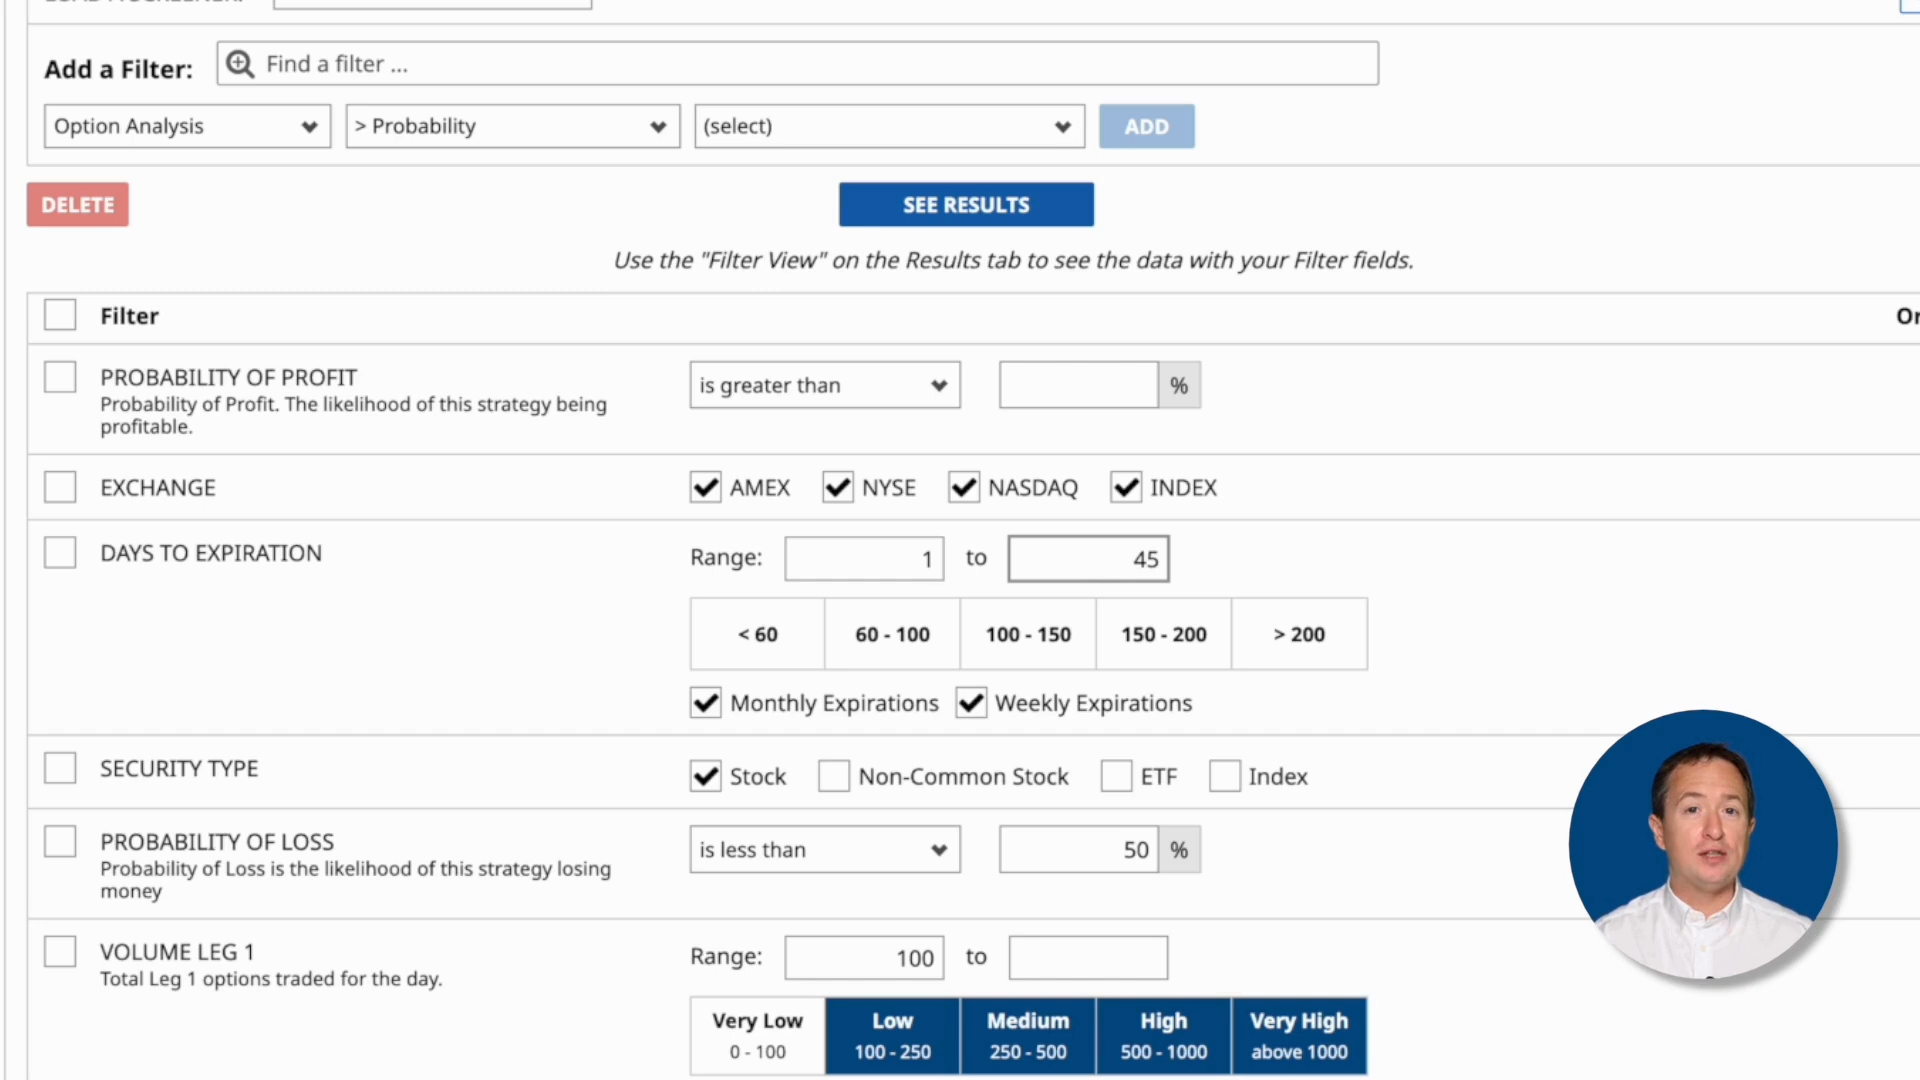 Add a Filter: Find a filter ...
Option Analysis > Probability (select) ADD
DELETE SEE RESULTS
Use the "Filter View" on the Results tab to see the data with your Filter fields.
Filter
PROBABILITY OF PROFIT is greater than %
Probability of Profit. The likelihood of this strategy being
profitable.
EXCHANGE AMEX NYSE NASDAQ INDEX
DAYS TO EXPIRATION Range: 1 to 45
< 60 60 - 100 100 - 150 150 - 200 > 200
Monthly Expirations Weekly Expirations
SECURITY TYPE Stock Non-Common Stock ETF Index
PROBABILITY OF LOSS is less than 50 %
Probability of Loss is the likelihood of this strategy losing
money
VOLUME LEG 1 Range: 100 to
Total Leg 1 options traded for the day.
Very Low Low Medium High Very High
0 - 100 100 - 250 250 - 500 500 - 1000 above 1000